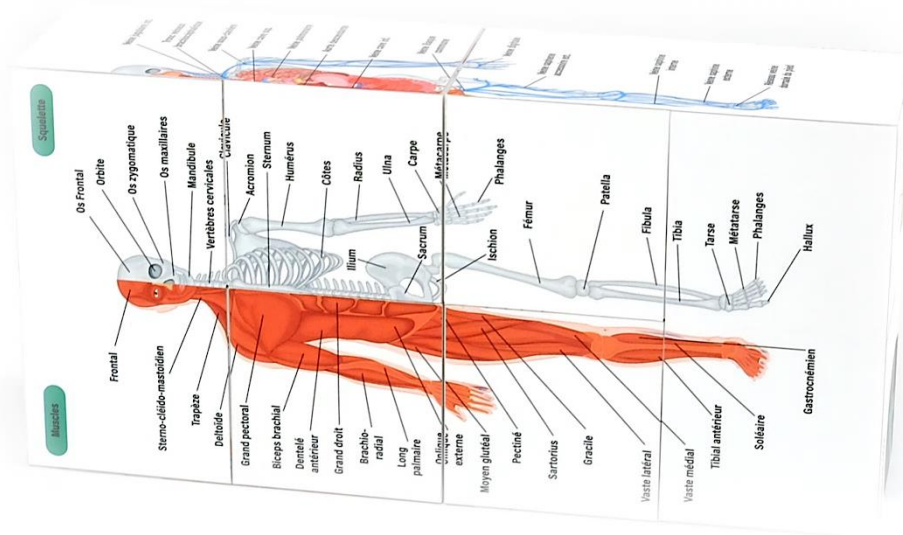 Squelette
Os Frontal
Orbite
Os zygomatique
Os maxillaires
Mandibule
Vertèbres cervicales
Clavicule
Acromion
Sternum
Humérus
Côtes
Radius
Ulna
Carpe
Métacarpe
Phalanges
Ilium
Sacrum
Ischion
Fémur
Patella
Fibula
Tibia
Tarse
Métatarse
Phalanges
Hallux
Muscles
Frontal
Sterno-cléido-mastoïdien
Trapèze
Deltoïde
Grand pectoral
Biceps brachial
Dentelé
antérieur
Grand droit
Brachio-
radial
Long
palmaire
Oblique
externe
Moyen glutéal
Pectiné
Sartorius
Gracile
Vaste latéral
Vaste médial
Tibial antérieur
Soléaire
Gastrocnémien